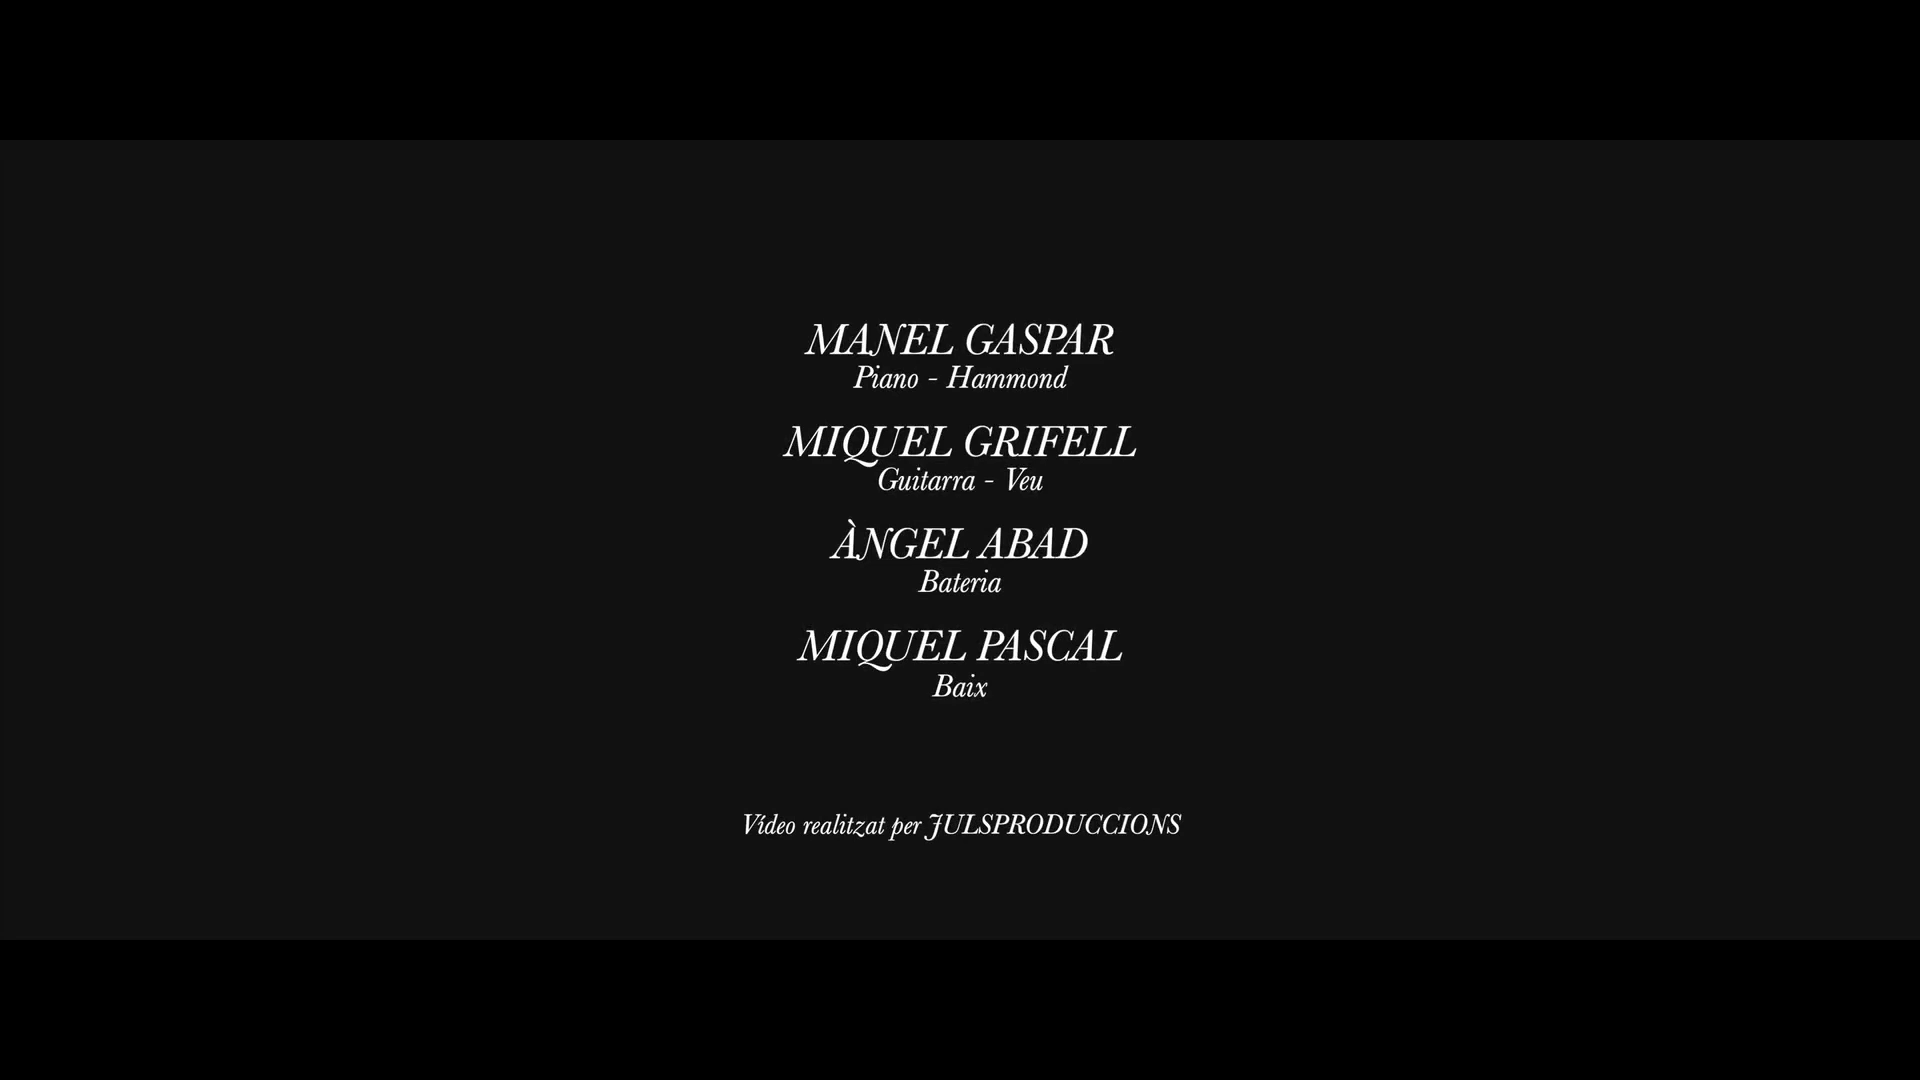 MANEL GASPAR
Piano - Hammond
MIQUEL GRIFELL
Guitarra - Veu
ÀNGEL ABAD
Bateria
MIQUEL PASCAL
Baix
Vídeo realitzat per JULSPRODUCCIONS